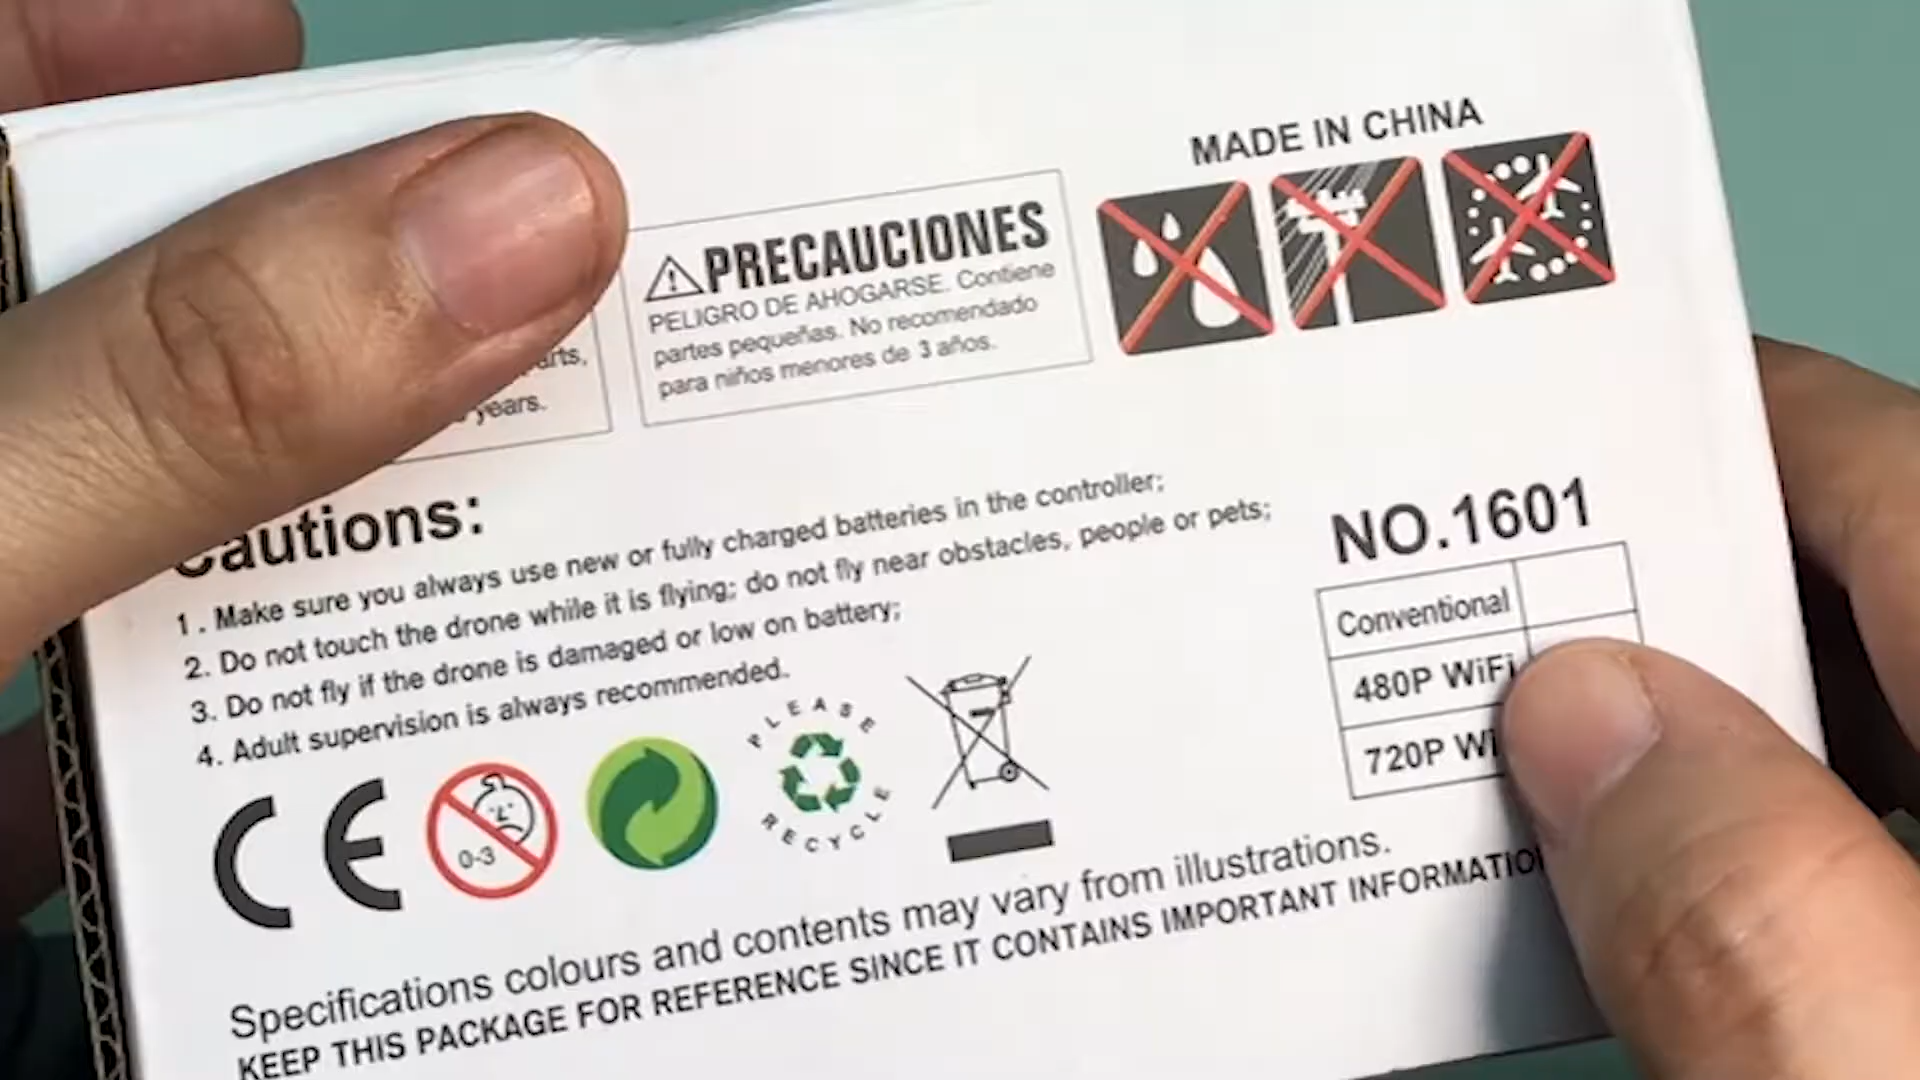 MADE IN CHINA
PRECAUCIONES
PELIGRO DE AHOGARSE. Contiene
partes pequeñas. No recomendado
para niños menores de 3 años.
years.
Cautions:
1. Make sure you always use new or fully charged batteries in the controller;
2. Do not touch the drone while it is flying; do not fly near obstacles, people or pets;
3. Do not fly if the drone is damaged or low on battery;
4. Adult supervision is always recommended.
NO.1601
Conventional
480P WiFi
720P
CE
0-3
PLEASE
RECYCLE
Specifications colours and contents may vary from illustrations.
KEEP THIS PACKAGE FOR REFERENCE SINCE IT CONTAINS IMPORTANT